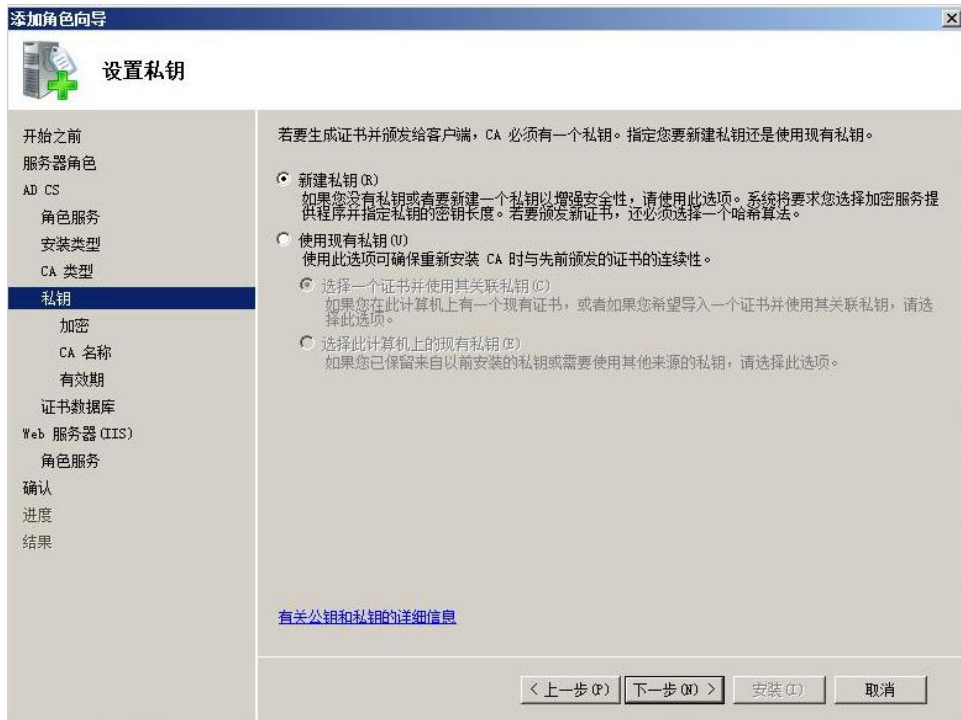 添加角色向导
设置私钥
开始之前
服务器角色
AD CS
角色服务
安装类型
CA 类型
私钥
加密
CA 名称
有效期
证书数据库
Web 服务器(IIS)
角色服务
确认
进度
结果
若要生成证书并颁发给客户端，CA 必须有一个私钥。指定您要新建私钥还是使用现有私钥。
新建私钥(R)
如果您没有私钥或者要新建一个私钥以增强安全性，请使用此选项。系统将要求您选择加密服务提
供程序并指定私钥的密钥长度。若要颁发新证书，还必须选择一个哈希算法。
使用现有私钥(U)
使用此选项可确保重新安装 CA 时与先前颁发的证书的连续性。
选择一个证书并使用其关联私钥(C)
如果您在此计算机上有一个现有证书，或者如果您希望导入一个证书并使用其关联私钥，请选
择此选项。
选择此计算机上的现有私钥(E)
如果您已保留来自以前安装的私钥或需要使用其他来源的私钥，请选择此选项。
有关公钥和私钥的详细信息
< 上一步(P)
下一步(N) >
安装(I)
取消